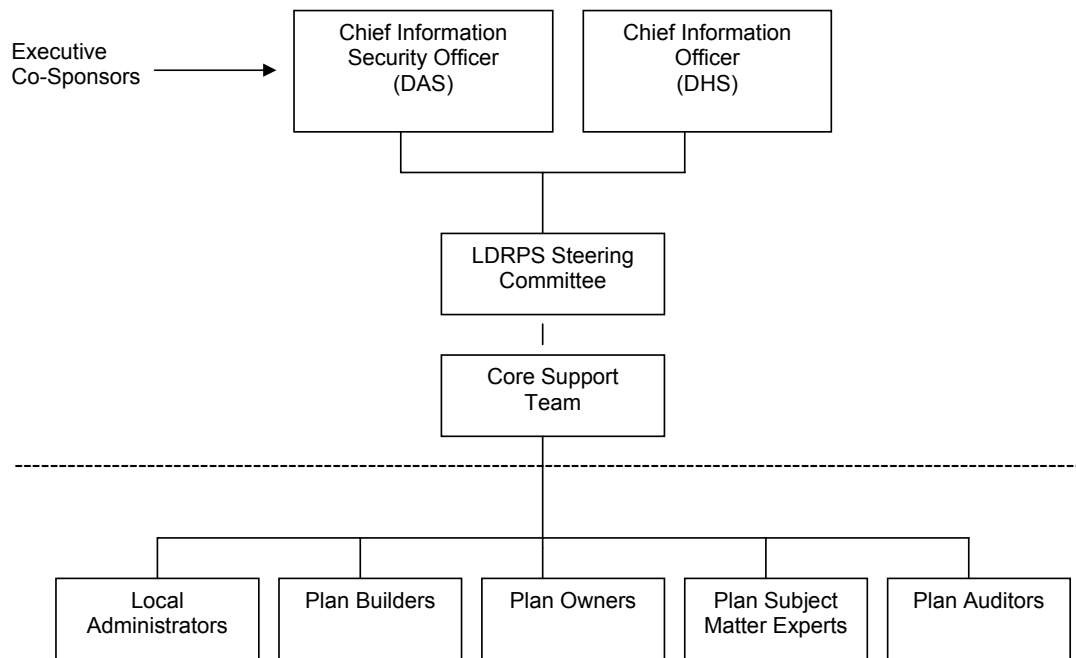 Executive
Co-Sponsors
Chief Information
Security Officer
(DAS)
Chief Information
Officer
(DHS)
LDRPS Steering
Committee
Core Support
Team
Local
Administrators
Plan Builders
Plan Owners
Plan Subject
Matter Experts
Plan Auditors